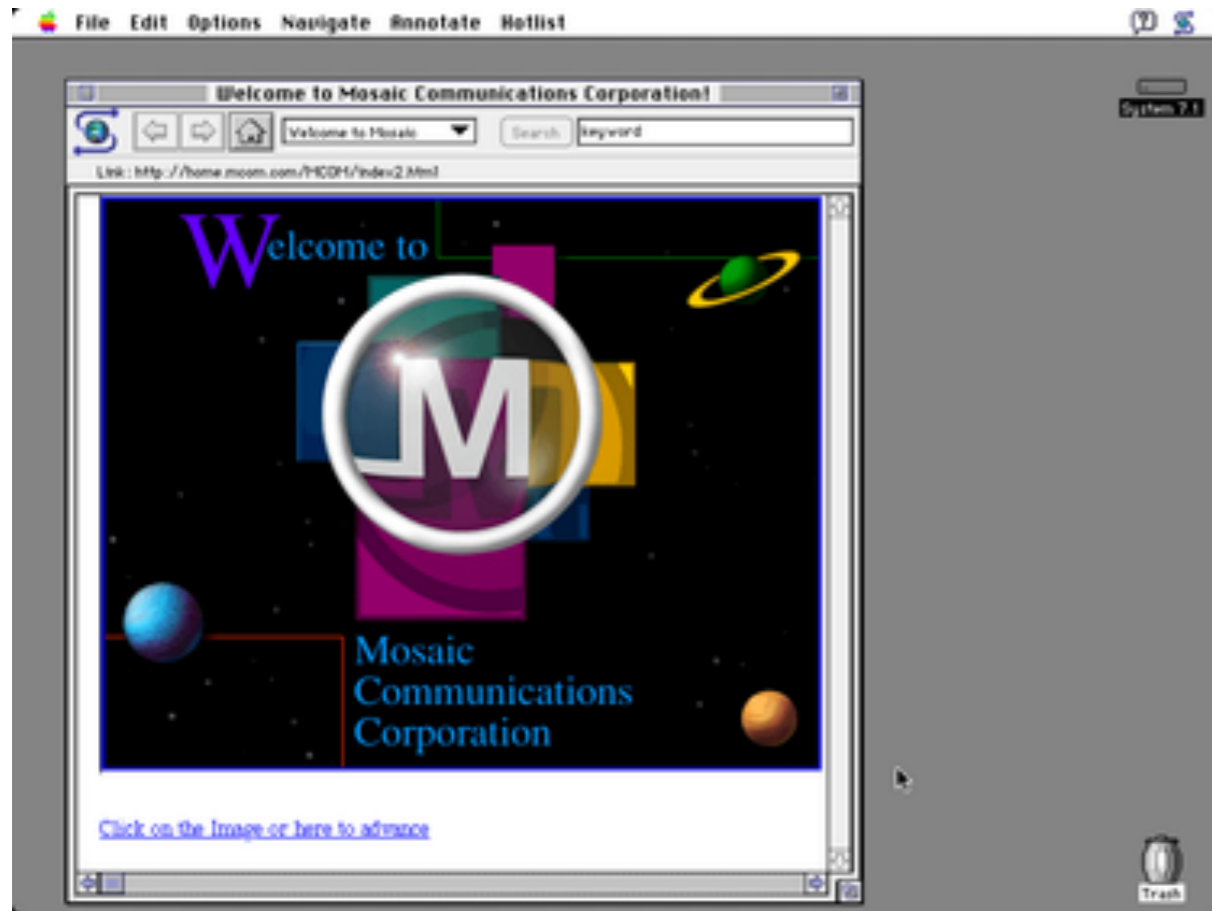 File Edit Options Navigate Annotate Hotlist
Welcome to Mosaic Communications Corporation!
System 7.1
Welcome to Mosaic
Search
keyword
Link: http://home.mcom.com/MCOM/index2.html
Welcome to
M
Mosaic
Communications
Corporation
Click on the Image or here to advance
Trash